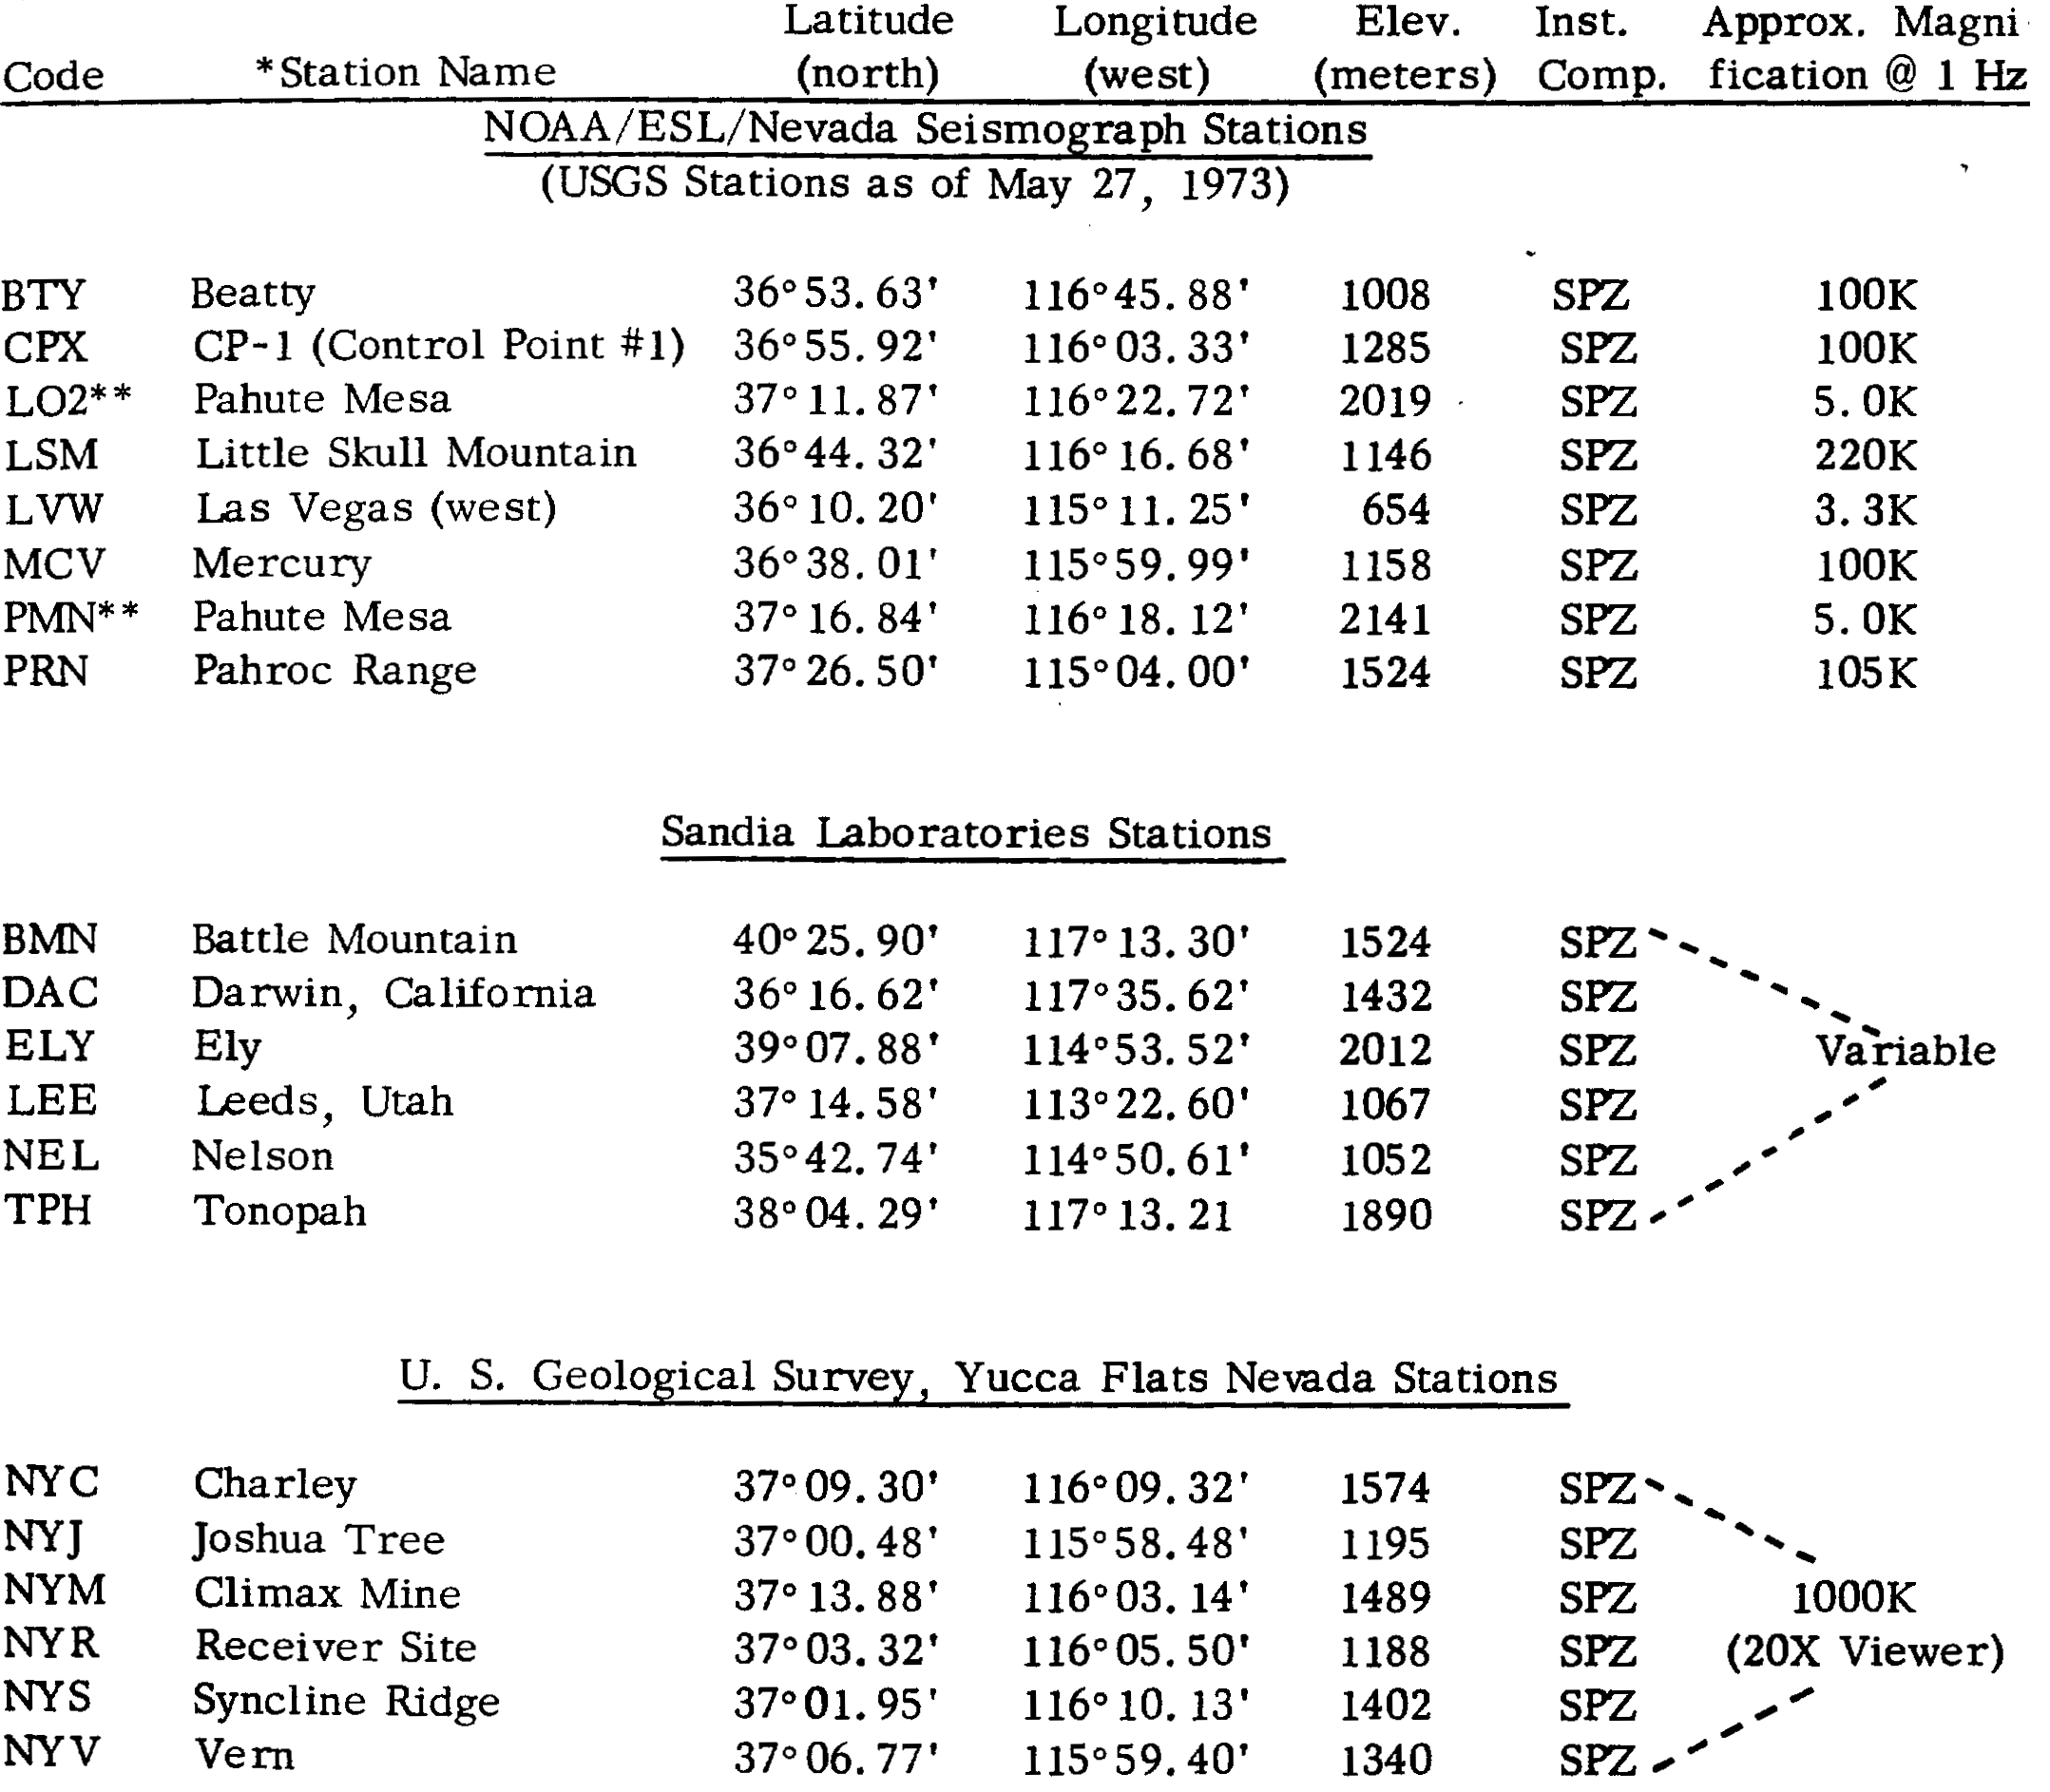 Latitude Longitude Elev. Inst. Approx. Magni
Code *Station Name (north) (west) (meters) Comp. fication @ 1 Hz
NOAA/ESL/Nevada Seismograph Stations
(USGS Stations as of May 27, 1973)
BTY Beatty 36°53.63' 116°45.88' 1008 SPZ 100K
CPX CP-1 (Control Point #1) 36°55.92' 116°03.33' 1285 SPZ 100K
LO2** Pahute Mesa 37°11.87' 116°22.72' 2019 SPZ 5.0K
LSM Little Skull Mountain 36°44.32' 116°16.68' 1146 SPZ 220K
LVW Las Vegas (west) 36°10.20' 115°11.25' 654 SPZ 3.3K
MCV Mercury 36°38.01' 115°59.99' 1158 SPZ 100K
PMN** Pahute Mesa 37°16.84' 116°18.12' 2141 SPZ 5.0K
PRN Pahroc Range 37°26.50' 115°04.00' 1524 SPZ 105K
Sandia Laboratories Stations
BMN Battle Mountain 40°25.90' 117°13.30' 1524 SPZ
DAC Darwin, California 36°16.62' 117°35.62' 1432 SPZ
ELY Ely 39°07.88' 114°53.52' 2012 SPZ Variable
LEE Leeds, Utah 37°14.58' 113°22.60' 1067 SPZ
NEL Nelson 35°42.74' 114°50.61' 1052 SPZ
TPH Tonopah 38°04.29' 117°13.21 1890 SPZ
U. S. Geological Survey, Yucca Flats Nevada Stations
NYC Charley 37°09.30' 116°09.32' 1574 SPZ
NYJ Joshua Tree 37°00.48' 115°58.48' 1195 SPZ
NYM Climax Mine 37°13.88' 116°03.14' 1489 SPZ 1000K
NYR Receiver Site 37°03.32' 116°05.50' 1188 SPZ (20X Viewer)
NYS Syncline Ridge 37°01.95' 116°10.13' 1402 SPZ
NYV Vern 37°06.77' 115°59.40' 1340 SPZ